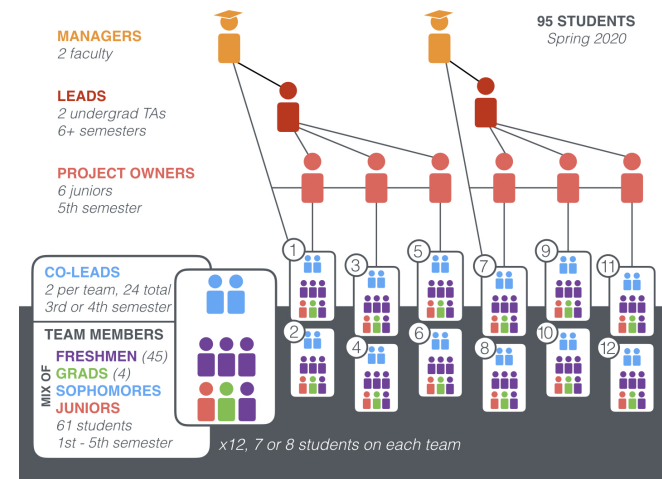 MANAGERS
2 faculty
95 STUDENTS
Spring 2020
LEADS
2 undergrad TAs
6+ semesters
PROJECT OWNERS
6 juniors
5th semester
CO-LEADS
2 per team, 24 total
3rd or 4th semester
TEAM MEMBERS
MIX OF
FRESHMEN (45)
GRADS (4)
SOPHOMORES
JUNIORS
61 students
1st - 5th semester
1
2
3
4
5
6
7
8
9
10
11
12
x12, 7 or 8 students on each team